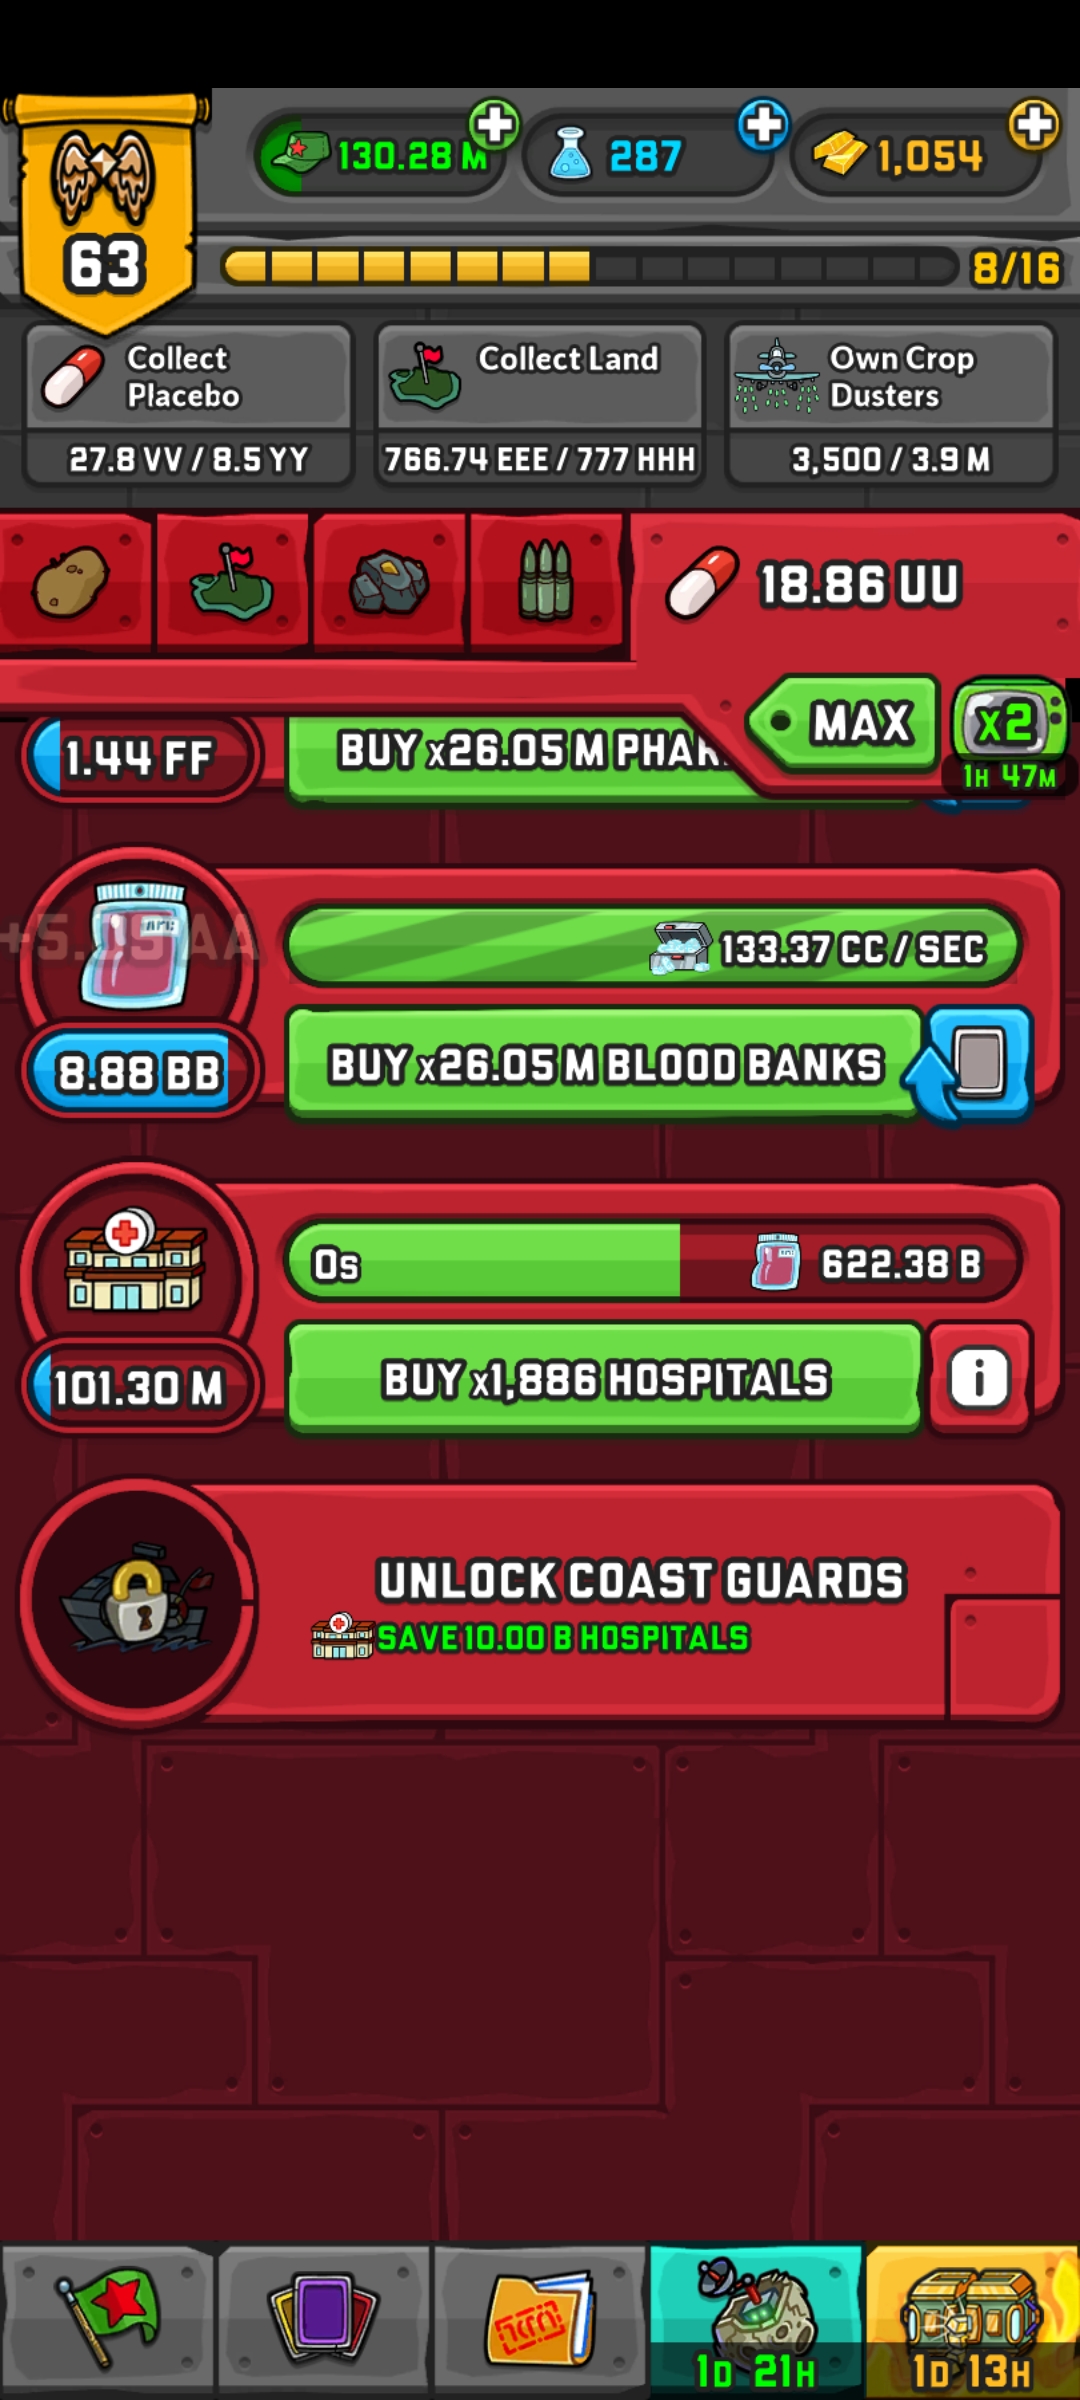 130.28 M
287
1,054
63
8/16
Collect
Placebo
27.8 VV / 8.5 YY
Collect Land
766.74 EEE / 777 HHH
Own Crop
Dusters
3,500 / 3.9 M
18.86 UU
MAX
x2
1H 47M
1.44 FF
BUY x26.05 M PHAR
133.37 CC / SEC
8.88 BB
BUY x26.05 M BLOOD BANKS
0s
622.38 B
101.30 M
BUY x1,886 HOSPITALS
i
UNLOCK COAST GUARDS
SAVE 10.00 B HOSPITALS
1D 21H
1D 13H